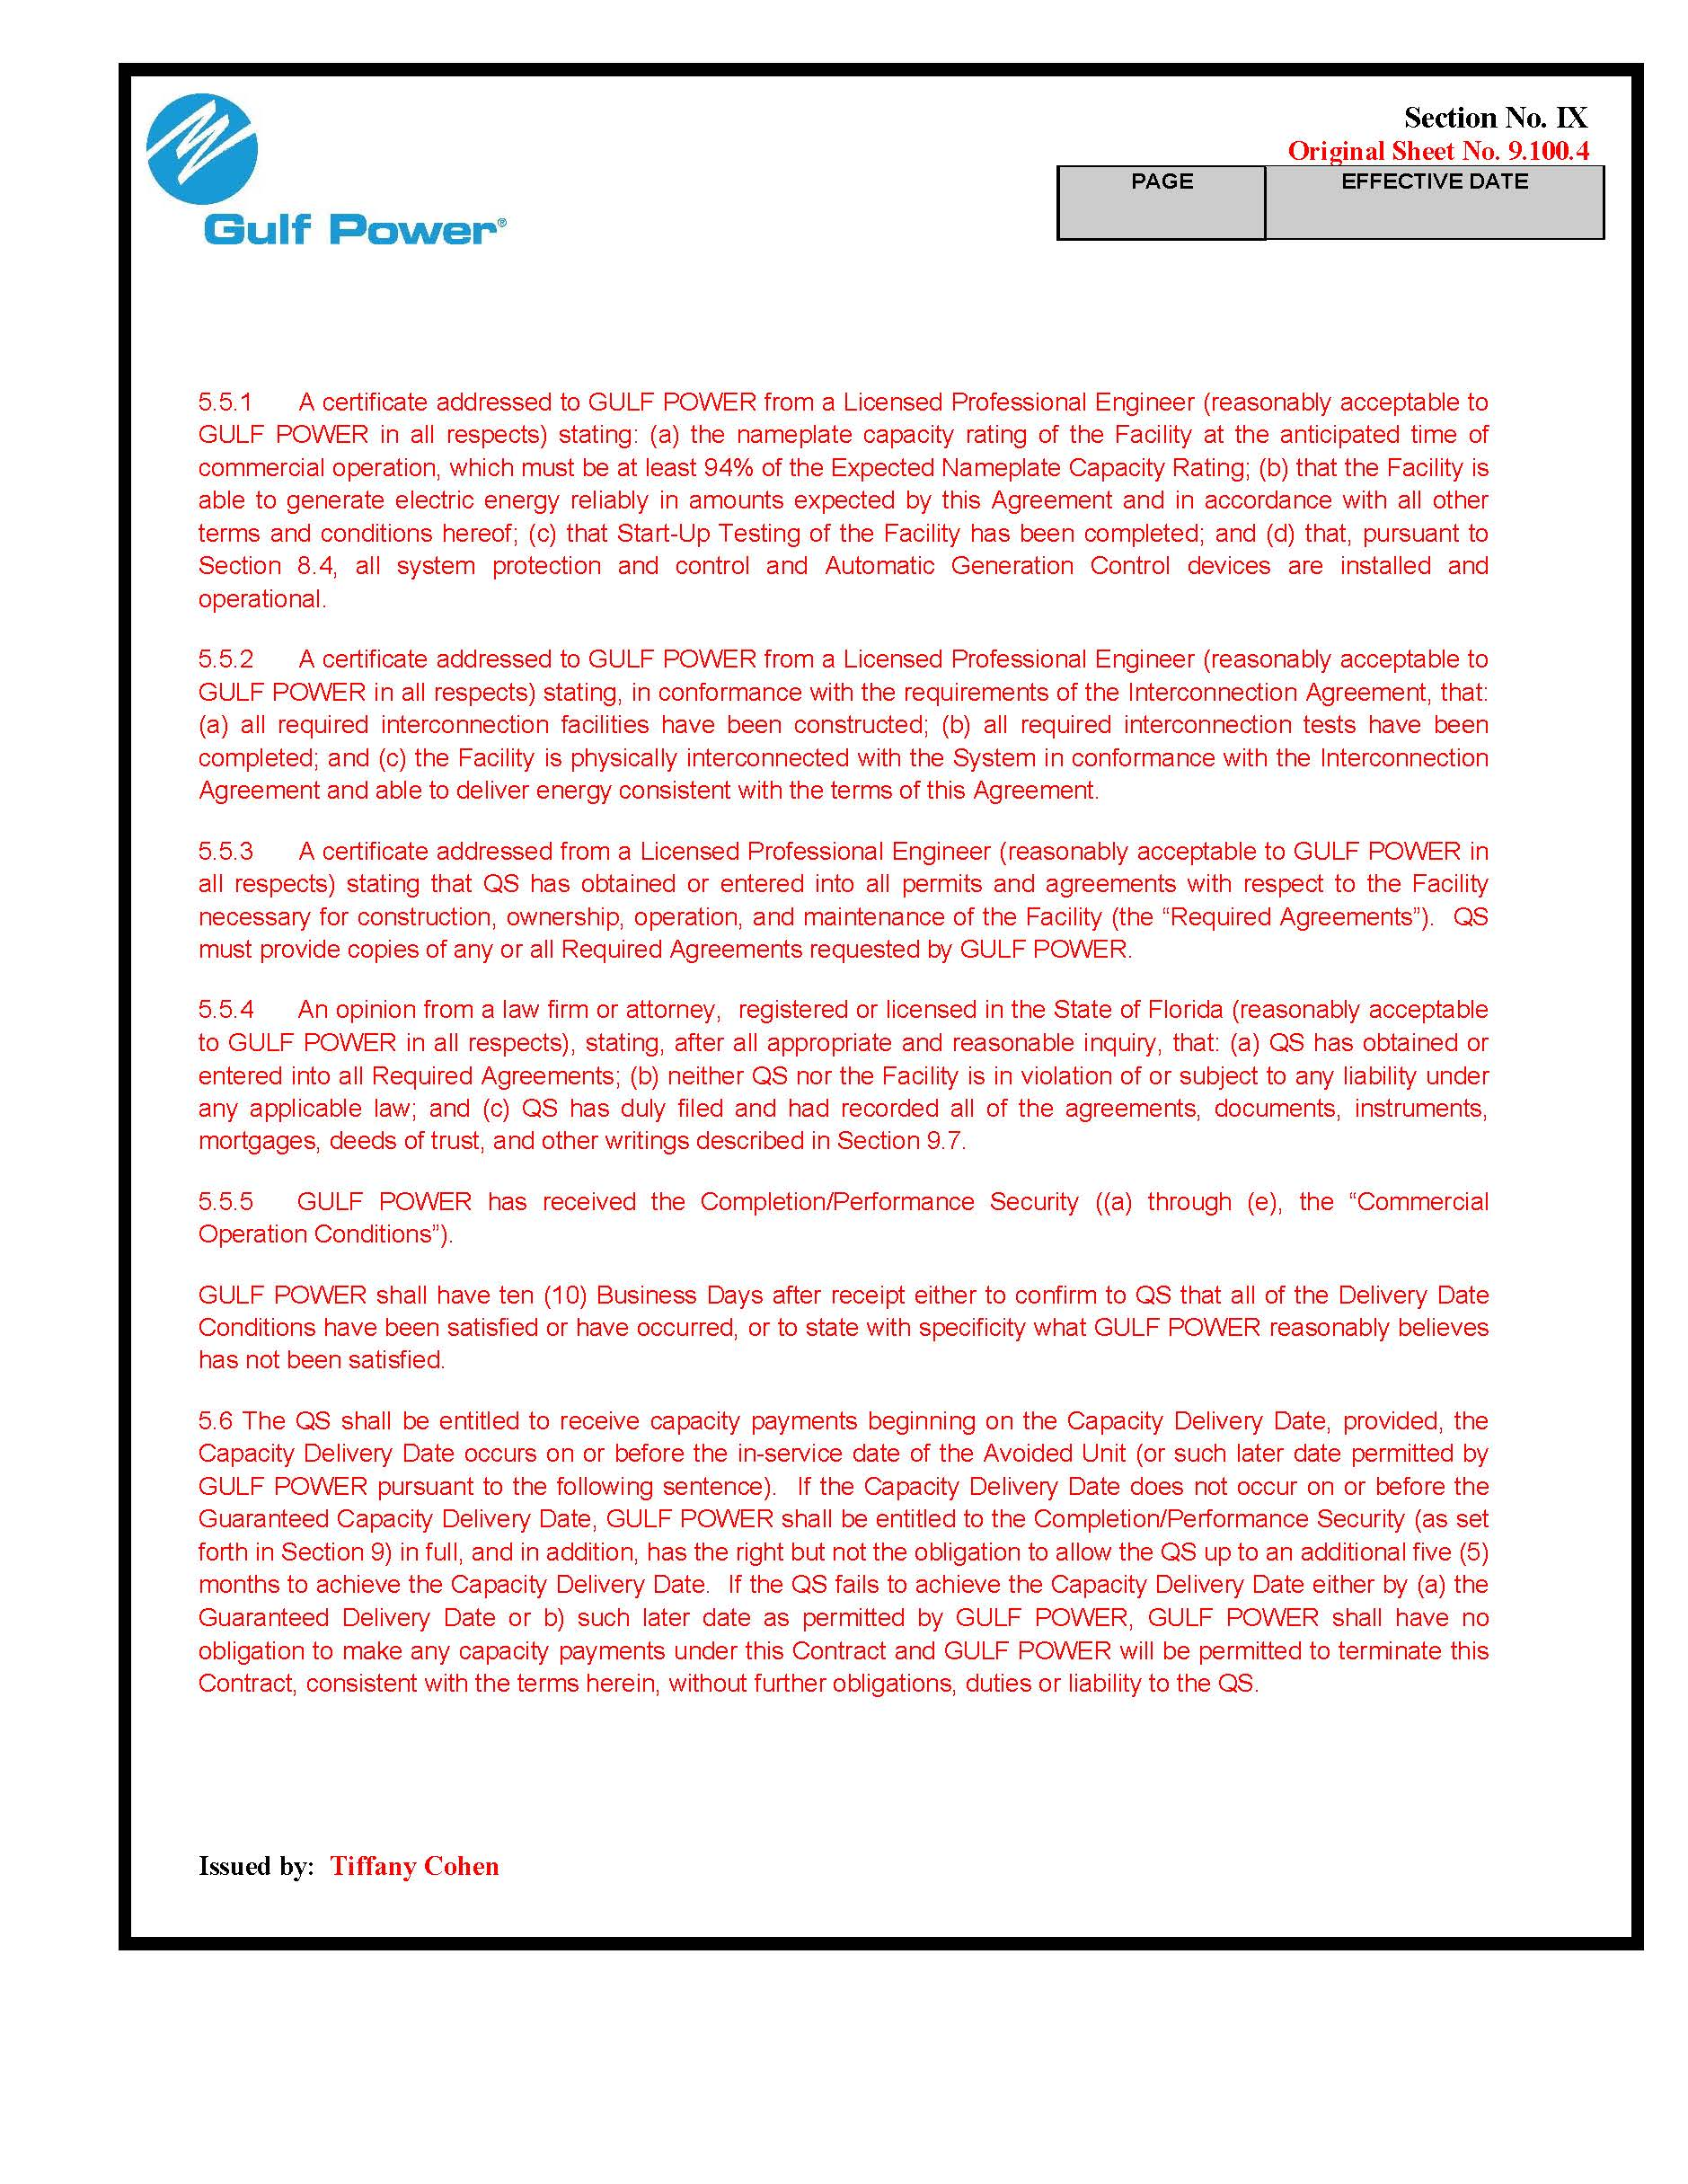 Section No. IX
Original Sheet No. 9.100.4
PAGE EFFECTIVE DATE
Gulf Power®
5.5.1 A certificate addressed to GULF POWER from a Licensed Professional Engineer (reasonably acceptable to
GULF POWER in all respects) stating: (a) the nameplate capacity rating of the Facility at the anticipated time of
commercial operation, which must be at least 94% of the Expected Nameplate Capacity Rating; (b) that the Facility is
able to generate electric energy reliably in amounts expected by this Agreement and in accordance with all other
terms and conditions hereof; (c) that Start-Up Testing of the Facility has been completed; and (d) that, pursuant to
Section 8.4, all system protection and control and Automatic Generation Control devices are installed and
operational.
5.5.2 A certificate addressed to GULF POWER from a Licensed Professional Engineer (reasonably acceptable to
GULF POWER in all respects) stating, in conformance with the requirements of the Interconnection Agreement, that:
(a) all required interconnection facilities have been constructed; (b) all required interconnection tests have been
completed; and (c) the Facility is physically interconnected with the System in conformance with the Interconnection
Agreement and able to deliver energy consistent with the terms of this Agreement.
5.5.3 A certificate addressed from a Licensed Professional Engineer (reasonably acceptable to GULF POWER in
all respects) stating that QS has obtained or entered into all permits and agreements with respect to the Facility
necessary for construction, ownership, operation, and maintenance of the Facility (the “Required Agreements”). QS
must provide copies of any or all Required Agreements requested by GULF POWER.
5.5.4 An opinion from a law firm or attorney, registered or licensed in the State of Florida (reasonably acceptable
to GULF POWER in all respects), stating, after all appropriate and reasonable inquiry, that: (a) QS has obtained or
entered into all Required Agreements; (b) neither QS nor the Facility is in violation of or subject to any liability under
any applicable law; and (c) QS has duly filed and had recorded all of the agreements, documents, instruments,
mortgages, deeds of trust, and other writings described in Section 9.7.
5.5.5 GULF POWER has received the Completion/Performance Security ((a) through (e), the “Commercial
Operation Conditions”).
GULF POWER shall have ten (10) Business Days after receipt either to confirm to QS that all of the Delivery Date
Conditions have been satisfied or have occurred, or to state with specificity what GULF POWER reasonably believes
has not been satisfied.
5.6 The QS shall be entitled to receive capacity payments beginning on the Capacity Delivery Date, provided, the
Capacity Delivery Date occurs on or before the in-service date of the Avoided Unit (or such later date permitted by
GULF POWER pursuant to the following sentence). If the Capacity Delivery Date does not occur on or before the
Guaranteed Capacity Delivery Date, GULF POWER shall be entitled to the Completion/Performance Security (as set
forth in Section 9) in full, and in addition, has the right but not the obligation to allow the QS up to an additional five (5)
months to achieve the Capacity Delivery Date. If the QS fails to achieve the Capacity Delivery Date either by (a) the
Guaranteed Delivery Date or b) such later date as permitted by GULF POWER, GULF POWER shall have no
obligation to make any capacity payments under this Contract and GULF POWER will be permitted to terminate this
Contract, consistent with the terms herein, without further obligations, duties or liability to the QS.
Issued by: Tiffany Cohen